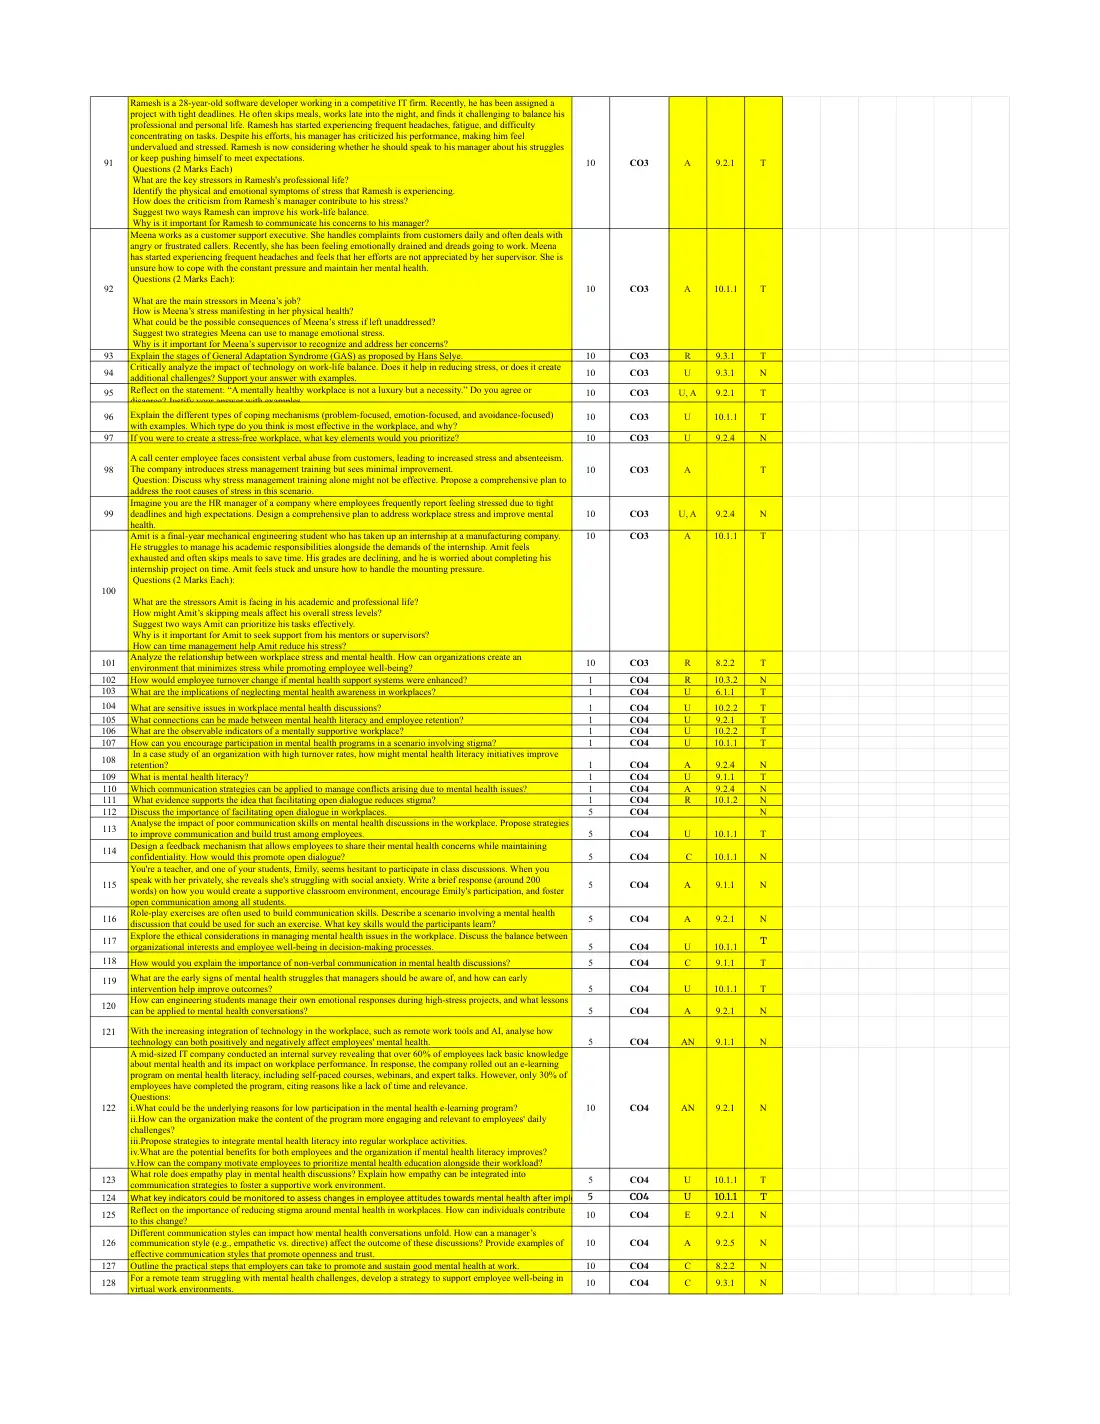 Ramesh is a 28-year-old software developer working in a competitive IT firm. Recently, he has been assigned a
project with tight deadlines. He often skips meals, works late into the night, and finds it challenging to balance his
professional and personal life. Ramesh has started experiencing frequent headaches, fatigue, and difficulty
concentrating on tasks. Despite his efforts, his manager has criticized his performance, making him feel
undervalued and stressed. Ramesh is now considering whether he should speak to his manager about his struggles
91 or keep pushing himself to meet expectations. 10 CO3 A 9.2.1 T
Questions (2 Marks Each)
What are the key stressors in Ramesh's professional life?
Identify the physical and emotional symptoms of stress that Ramesh is experiencing.
How does the criticism from Ramesh's manager contribute to his stress?
Suggest two ways Ramesh can improve his work-life balance.
Why is it important for Ramesh to communicate his concerns to his manager?
Meena works as a customer support executive. She handles complaints from customers daily and often deals with
angry or frustrated callers. Recently, she has been feeling emotionally drained and dreads going to work. Meena
has started experiencing frequent headaches and feels that her efforts are not appreciated by her supervisor. She is
unsure how to cope with the constant pressure and maintain her mental health.
Questions (2 Marks Each):
92 10 CO3 A 10.1.1 T
What are the main stressors in Meena's job?
How is Meena's stress manifesting in her physical health?
What could be the possible consequences of Meena's stress if left unaddressed?
Suggest two strategies Meena can use to manage emotional stress.
Why is it important for Meena's supervisor to recognize and address her concerns?
93 Explain the stages of General Adaptation Syndrome (GAS) as proposed by Hans Selye. 10 CO3 R 9.3.1 T
94 Critically analyze the impact of technology on work-life balance. Does it help in reducing stress, or does it create 10 CO3 U 9.3.1 N
additional challenges? Support your answer with examples.
95 Reflect on the statement: “A mentally healthy workplace is not a luxury but a necessity.” Do you agree or 10 CO3 U, A 9.2.1 T
disagree? Justify your answer with examples.
96 Explain the different types of coping mechanisms (problem-focused, emotion-focused, and avoidance-focused) 10 CO3 U 10.1.1 T
with examples. Which type do you think is most effective in the workplace, and why?
97 If you were to create a stress-free workplace, what key elements would you prioritize? 10 CO3 U 9.2.4 N
A call center employee faces consistent verbal abuse from customers, leading to increased stress and absenteeism.
98 The company introduces stress management training but sees minimal improvement. 10 CO3 A T
Question: Discuss why stress management training alone might not be effective. Propose a comprehensive plan to
address the root causes of stress in this scenario.
Imagine you are the HR manager of a company where employees frequently report feeling stressed due to tight
99 deadlines and high expectations. Design a comprehensive plan to address workplace stress and improve mental 10 CO3 U, A 9.2.4 N
health.
Amit is a final-year mechanical engineering student who has taken up an internship at a manufacturing company. 10 CO3 A 10.1.1 T
He struggles to manage his academic responsibilities alongside the demands of the internship. Amit feels
exhausted and often skips meals to save time. His grades are declining, and he is worried about completing his
internship project on time. Amit feels stuck and unsure how to handle the mounting pressure.
Questions (2 Marks Each):
100
What are the stressors Amit is facing in his academic and professional life?
How might Amit's skipping meals affect his overall stress levels?
Suggest two ways Amit can prioritize his tasks effectively.
Why is it important for Amit to seek support from his mentors or supervisors?
How can time management help Amit reduce his stress?
101 Analyze the relationship between workplace stress and mental health. How can organizations create an 10 CO3 R 8.2.2 T
environment that minimizes stress while promoting employee well-being?
102 How would employee turnover change if mental health support systems were enhanced? 1 CO4 R 10.3.2 N
103 What are the implications of neglecting mental health awareness in workplaces? 1 CO4 U 6.1.1 T
104 What are sensitive issues in workplace mental health discussions? 1 CO4 U 10.2.2 T
105 What connections can be made between mental health literacy and employee retention? 1 CO4 U 9.2.1 T
106 What are the observable indicators of a mentally supportive workplace? 1 CO4 U 10.2.2 T
107 How can you encourage participation in mental health programs in a scenario involving stigma? 1 CO4 U 10.1.1 T
108 In a case study of an organization with high turnover rates, how might mental health literacy initiatives improve
retention? 1 CO4 A 9.2.4 N
109 What is mental health literacy? 1 CO4 U 9.1.1 T
110 Which communication strategies can be applied to manage conflicts arising due to mental health issues? 1 CO4 A 9.2.4 N
111 What evidence supports the idea that facilitating open dialogue reduces stigma? 1 CO4 R 10.1.2 N
112 Discuss the importance of facilitating open dialogue in workplaces. 5 CO4 N
113 Analyse the impact of poor communication skills on mental health discussions in the workplace. Propose strategies
to improve communication and build trust among employees. 5 CO4 U 10.1.1 T
114 Design a feedback mechanism that allows employees to share their mental health concerns while maintaining
confidentiality. How would this promote open dialogue? 5 CO4 C 10.1.1 N
You're a teacher, and one of your students, Emily, seems hesitant to participate in class discussions. When you
115 speak with her privately, she reveals she's struggling with social anxiety. Write a brief response (around 200 5 CO4 A 9.1.1 N
words) on how you would create a supportive classroom environment, encourage Emily's participation, and foster
open communication among all students.
116 Role-play exercises are often used to build communication skills. Describe a scenario involving a mental health 5 CO4 A 9.2.1 N
discussion that could be used for such an exercise. What key skills would the participants learn?
117 Explore the ethical considerations in managing mental health issues in the workplace. Discuss the balance between T
organizational interests and employee well-being in decision-making processes. 5 CO4 U 10.1.1
118 How would you explain the importance of non-verbal communication in mental health discussions? 5 CO4 C 9.1.1 T
119 What are the early signs of mental health struggles that managers should be aware of, and how can early
intervention help improve outcomes? 5 CO4 U 10.1.1 T
120 How can engineering students manage their own emotional responses during high-stress projects, and what lessons
can be applied to mental health conversations? 5 CO4 A 9.2.1 N
121 With the increasing integration of technology in the workplace, such as remote work tools and AI, analyse how
technology can both positively and negatively affect employees' mental health. 5 CO4 AN 9.1.1 N
A mid-sized IT company conducted an internal survey revealing that over 60% of employees lack basic knowledge
about mental health and its impact on workplace performance. In response, the company rolled out an e-learning
program on mental health literacy, including self-paced courses, webinars, and expert talks. However, only 30% of
employees have completed the program, citing reasons like a lack of time and relevance.
Questions:
122 i.What could be the underlying reasons for low participation in the mental health e-learning program? 10 CO4 AN 9.2.1 N
ii.How can the organization make the content of the program more engaging and relevant to employees' daily
challenges?
iii.Propose strategies to integrate mental health literacy into regular workplace activities.
iv.What are the potential benefits for both employees and the organization if mental health literacy improves?
v.How can the company motivate employees to prioritize mental health education alongside their workload?
123 What role does empathy play in mental health discussions? Explain how empathy can be integrated into 5 CO4 U 10.1.1 T
communication strategies to foster a supportive work environment.
124 What key indicators could be monitored to assess changes in employee attitudes towards mental health after impl 5 CO4 U 10.1.1 T
125 Reflect on the importance of reducing stigma around mental health in workplaces. How can individuals contribute 10 CO4 E 9.2.1 N
to this change?
Different communication styles can impact how mental health conversations unfold. How can a manager's
126 communication style (e.g., empathetic vs. directive) affect the outcome of these discussions? Provide examples of 10 CO4 A 9.2.5 N
effective communication styles that promote openness and trust.
127 Outline the practical steps that employers can take to promote and sustain good mental health at work. 10 CO4 C 8.2.2 N
128 For a remote team struggling with mental health challenges, develop a strategy to support employee well-being in 10 CO4 C 9.3.1 N
virtual work environments.